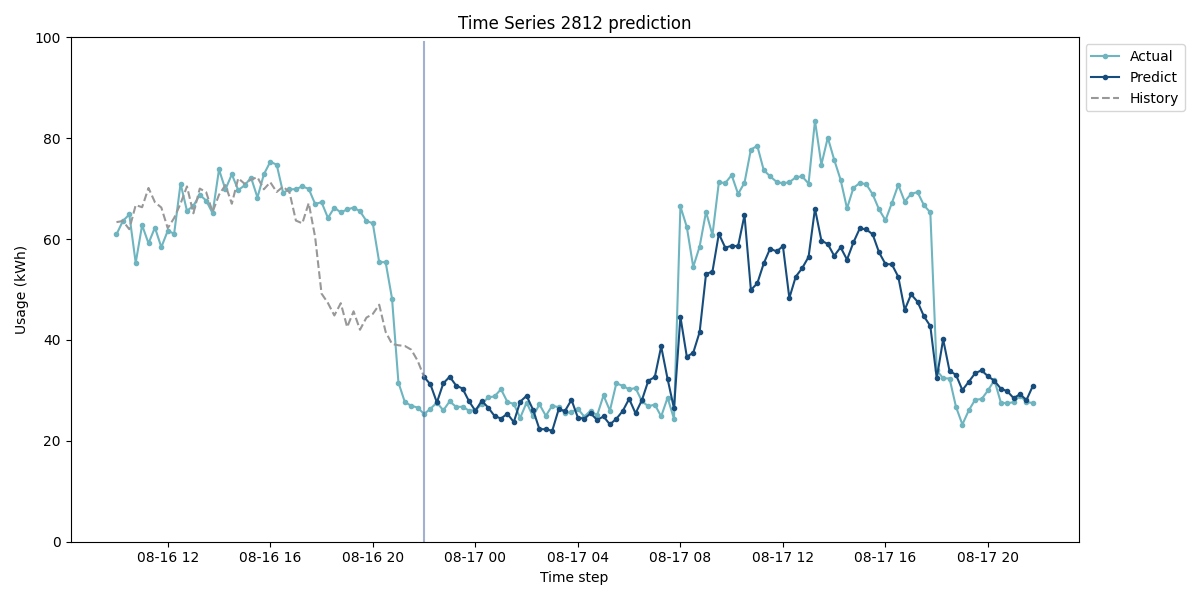 Time Series 2812 prediction
100
80
60
40
20
0
Usage (kWh)
08-16 12
08-16 16
08-16 20
08-17 00
08-17 04
08-17 08
08-17 12
08-17 16
08-17 20
Time step
Actual
Predict
History